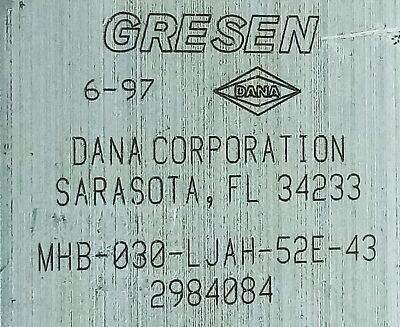 GRESEN
6-97 DANA
DANA CORPORATION
SARASOTA, FL 34233
MHB-030-LJAH-52E-43
2984084